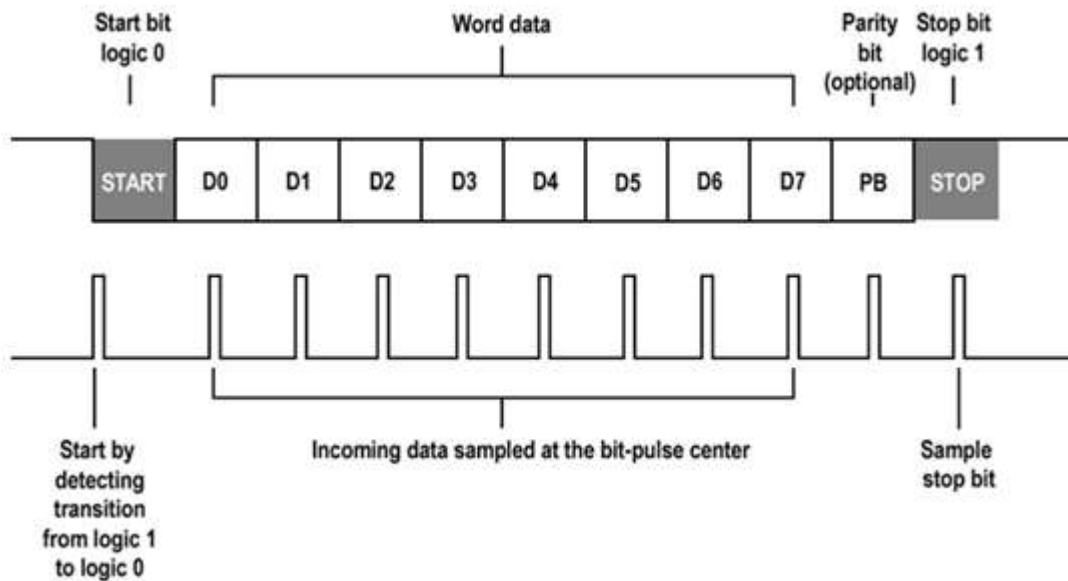 Start bit
logic 0
Word data
Parity
bit
(optional)
Stop bit
logic 1
START
D0
D1
D2
D3
D4
D5
D6
D7
PB
STOP
Start by
detecting
transition
from logic 1
to logic 0
Incoming data sampled at the bit-pulse center
Sample
stop bit